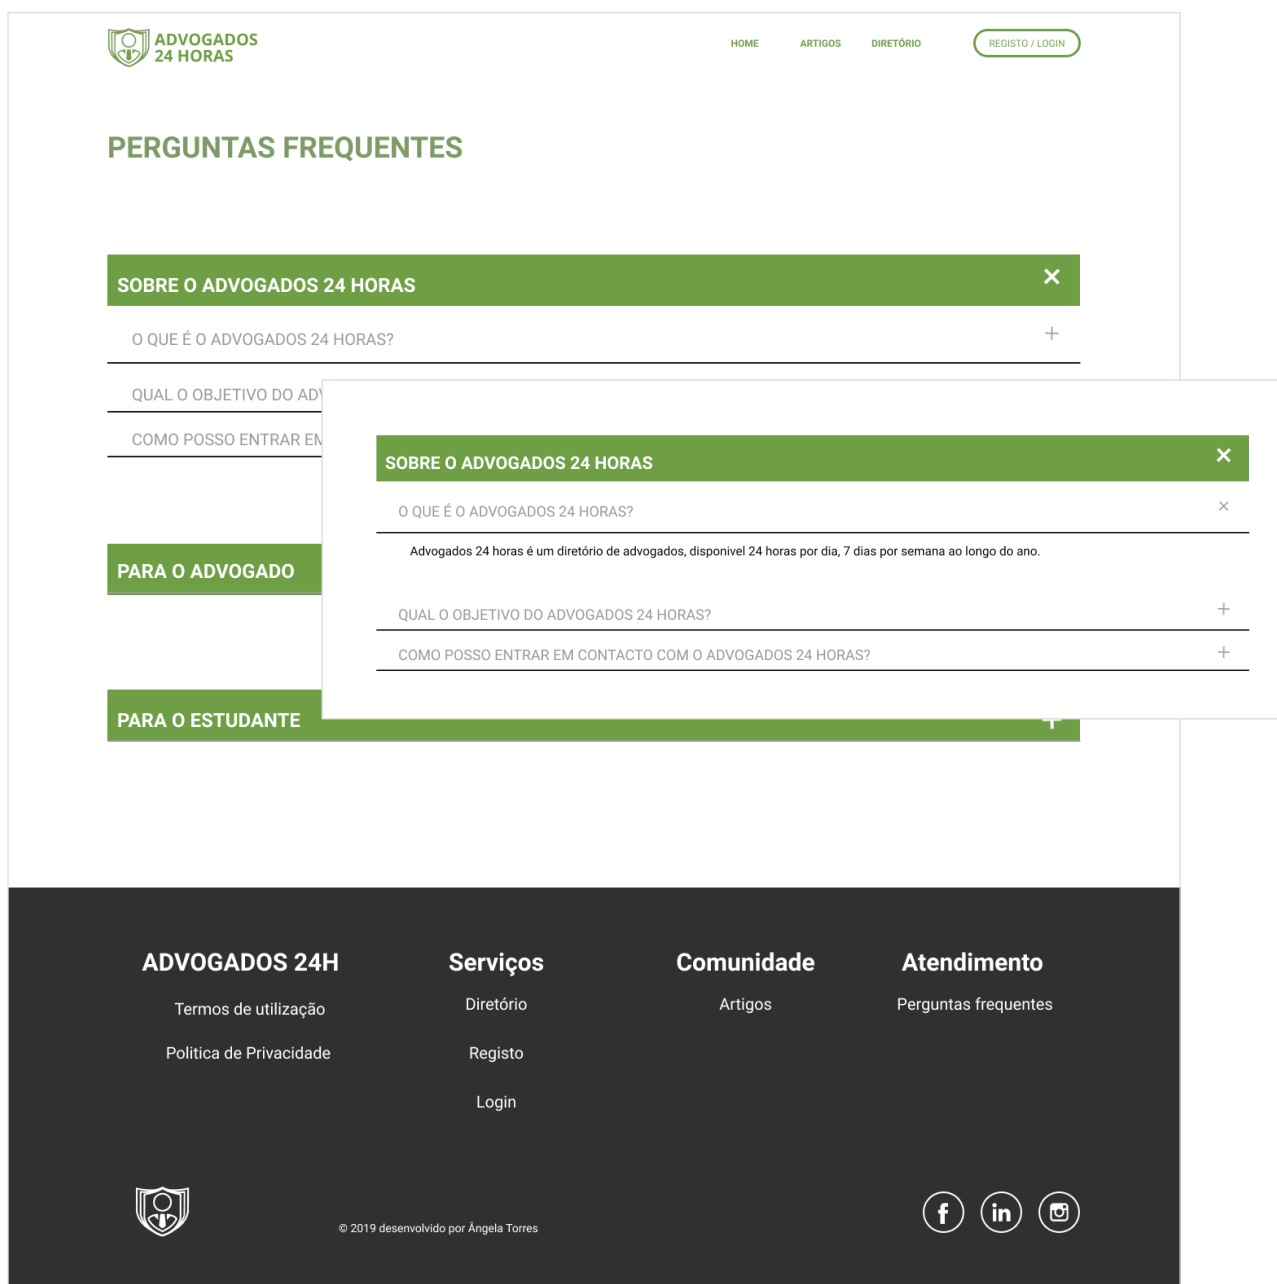 ADVOGADOS
24 HORAS
HOME ARTIGOS DIRETÓRIO REGISTO / LOGIN
PERGUNTAS FREQUENTES
SOBRE O ADVOGADOS 24 HORAS
O QUE É O ADVOGADOS 24 HORAS?
QUAL O OBJETIVO DO
COMO POSSO ENTRAR
PARA O ADVOGADO
PARA O ESTUDANTE
SOBRE O ADVOGADOS 24 HORAS
O QUE É O ADVOGADOS 24 HORAS?
Advogados 24 horas é um diretório de advogados, disponivel 24 horas por dia, 7 dias por semana ao longo do ano.
QUAL O OBJETIVO DO ADVOGADOS 24 HORAS?
COMO POSSO ENTRAR EM CONTACTO COM O ADVOGADOS 24 HORAS?
ADVOGADOS 24H
Termos de utilização
Politica de Privacidade
Serviços
Diretório
Registo
Login
Comunidade
Artigos
Atendimento
Perguntas frequentes
© 2019 desenvolvido por Ângela Torres